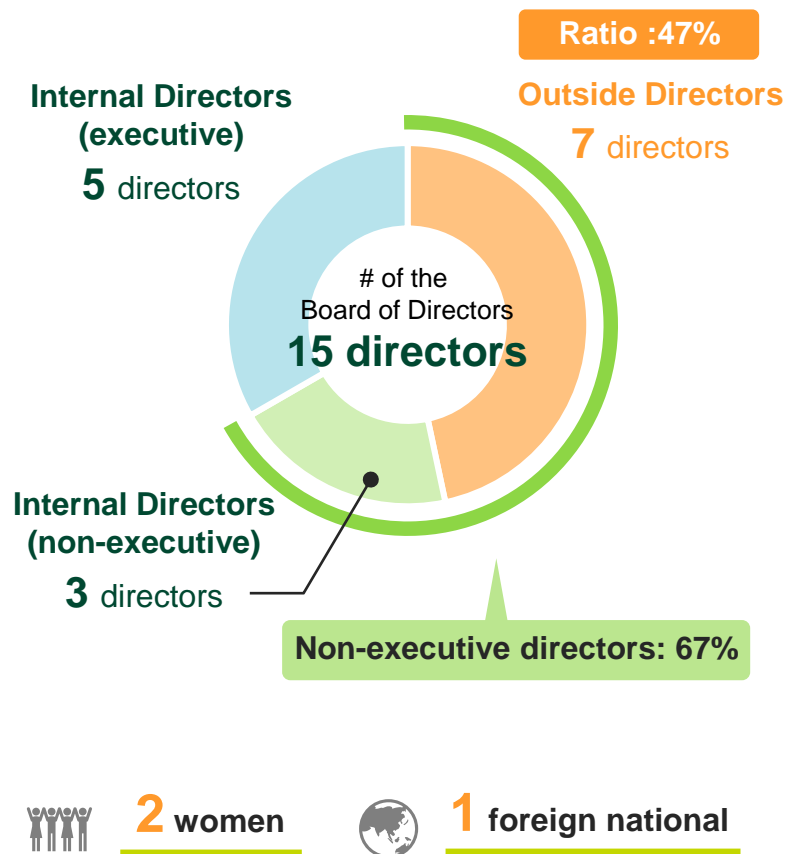 Ratio :47%
Outside Directors
7 directors
Internal Directors
(executive)
5 directors
# of the
Board of Directors
15 directors
Internal Directors
(non-executive)
3 directors
Non-executive directors: 67%
2 women
1 foreign national